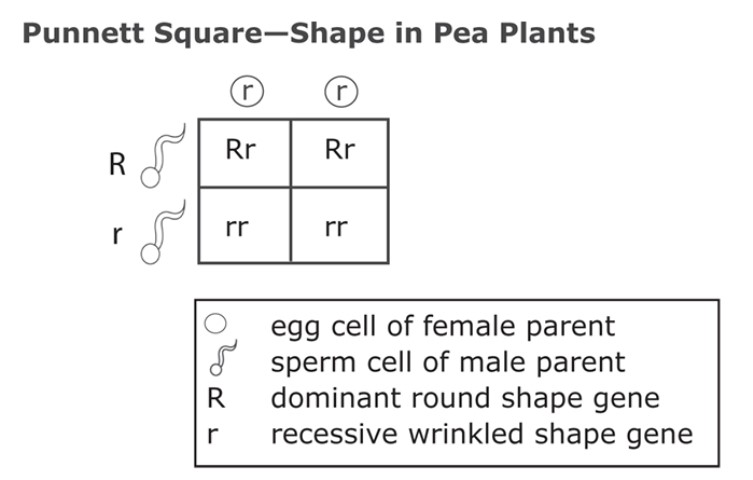 Punnett Square—Shape in Pea Plants
r r
R Rr Rr
r rr rr
egg cell of female parent
sperm cell of male parent
R dominant round shape gene
r recessive wrinkled shape gene